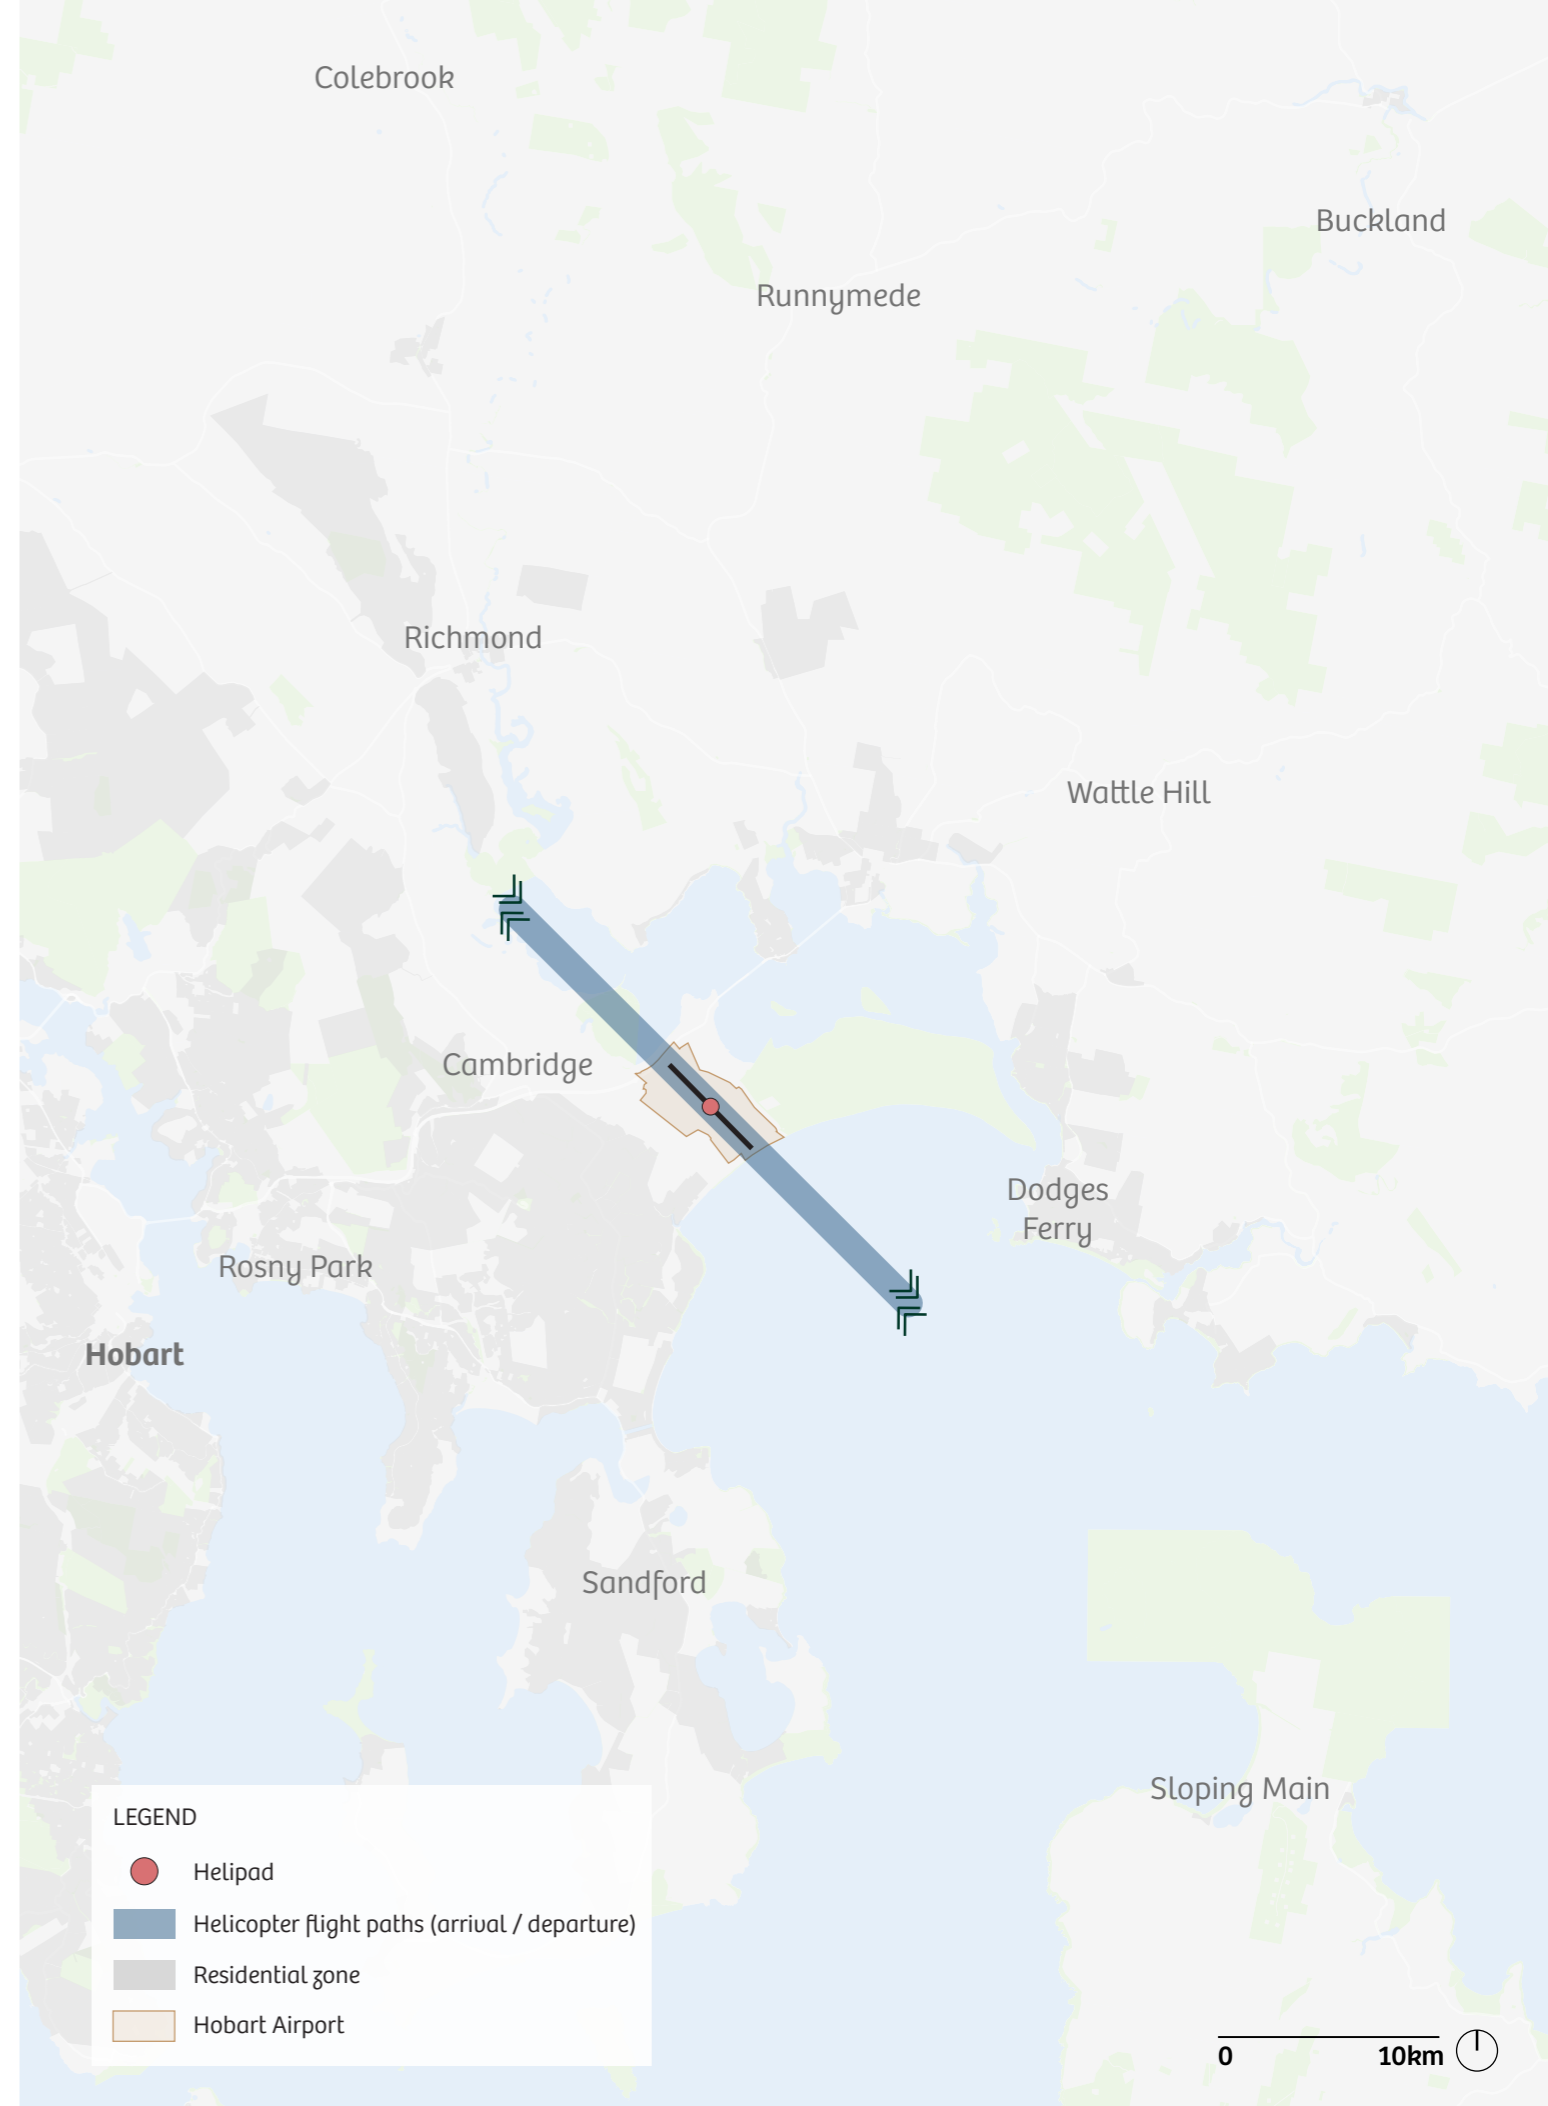 Colebrook
Buckland
Runnymede
Richmond
Wattle Hill
Cambridge
Dodges
Ferry
Rosny Park
Hobart
Sandford
Sloping Main
LEGEND
Helipad
Helicopter flight paths (arrival / departure)
Residential zone
Hobart Airport
0 10km